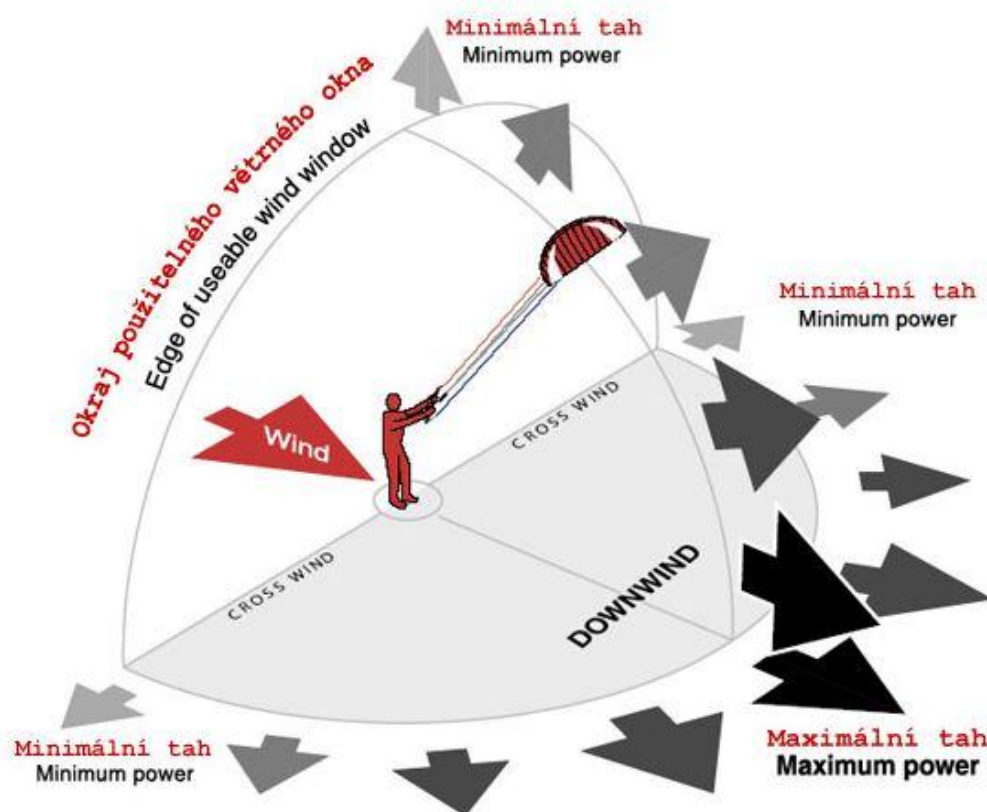 Minimální tah
Minimum power
Okraj použitelného větrného okna
Edge of useable wind window
Minimální tah
Minimum power
Wind
CROSS WIND
CROSS WIND
DOWNWIND
Minimální tah
Minimum power
Maximální tah
Maximum power